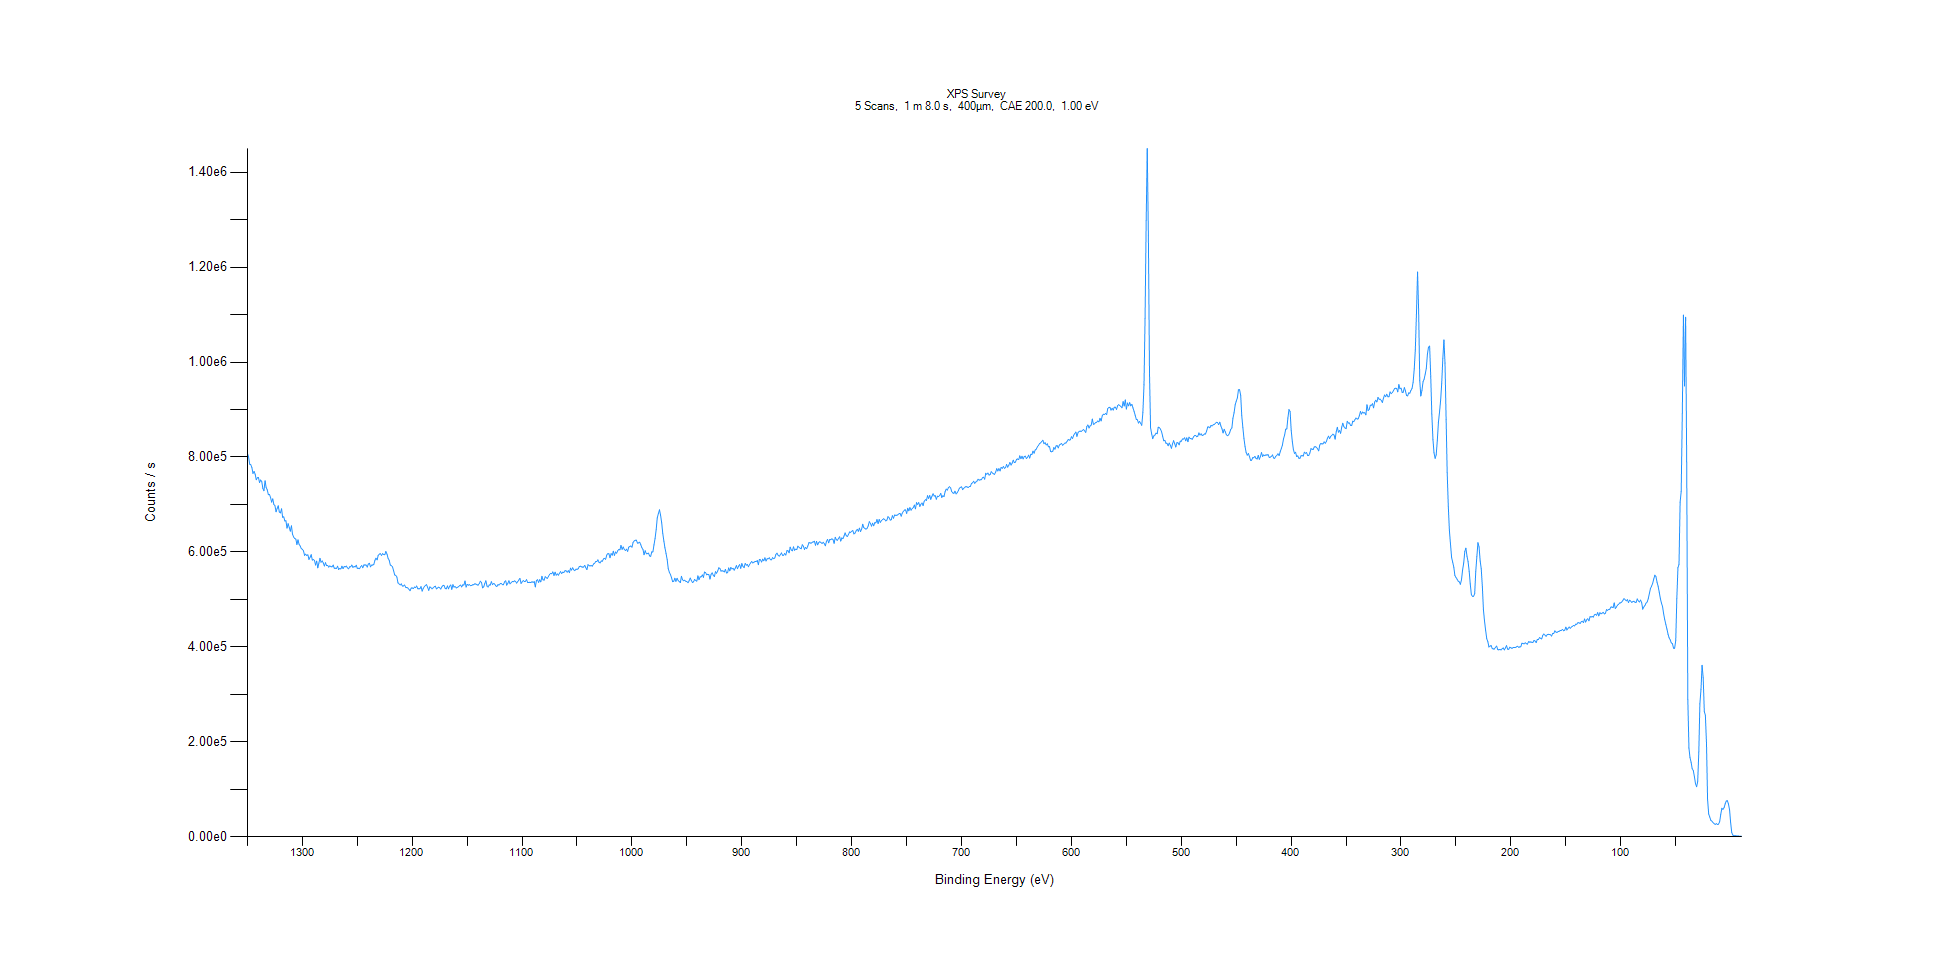 XPS Survey
5 Scans, 1 m 8.0 s, 400µm, CAE 200.0, 1.00 eV
1.40e6
1.20e6
1.00e6
8.00e5
6.00e5
4.00e5
2.00e5
0.00e0
Counts / s
1300 1200 1100 1000 900 800 700 600 500 400 300 200 100
Binding Energy (eV)